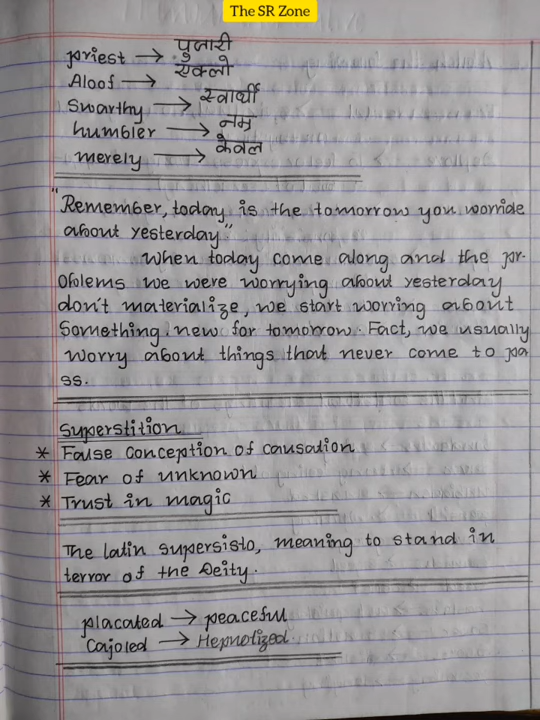 The SR Zone
priest → पुजारी
Aloof → एक्लो
Swarthy → स्वार्थी
humbler → नम्र
merely → केवल
"Remember, today is the tomorrow you worride
about yesterday."
When today come along and the pr-
oblems we were worrying about yesterday
don't materialize, we start worring about
Something new for tomorrow. Fact, we usually
worry about things that never come to pa
ss.
Superstition
* False Conception of causation
* Fear of unknown
* Trust in magic
The latin supersisto, meaning to stand in
terror of the Deity.
placated → peaceful
Cajoled → Hepnotized.